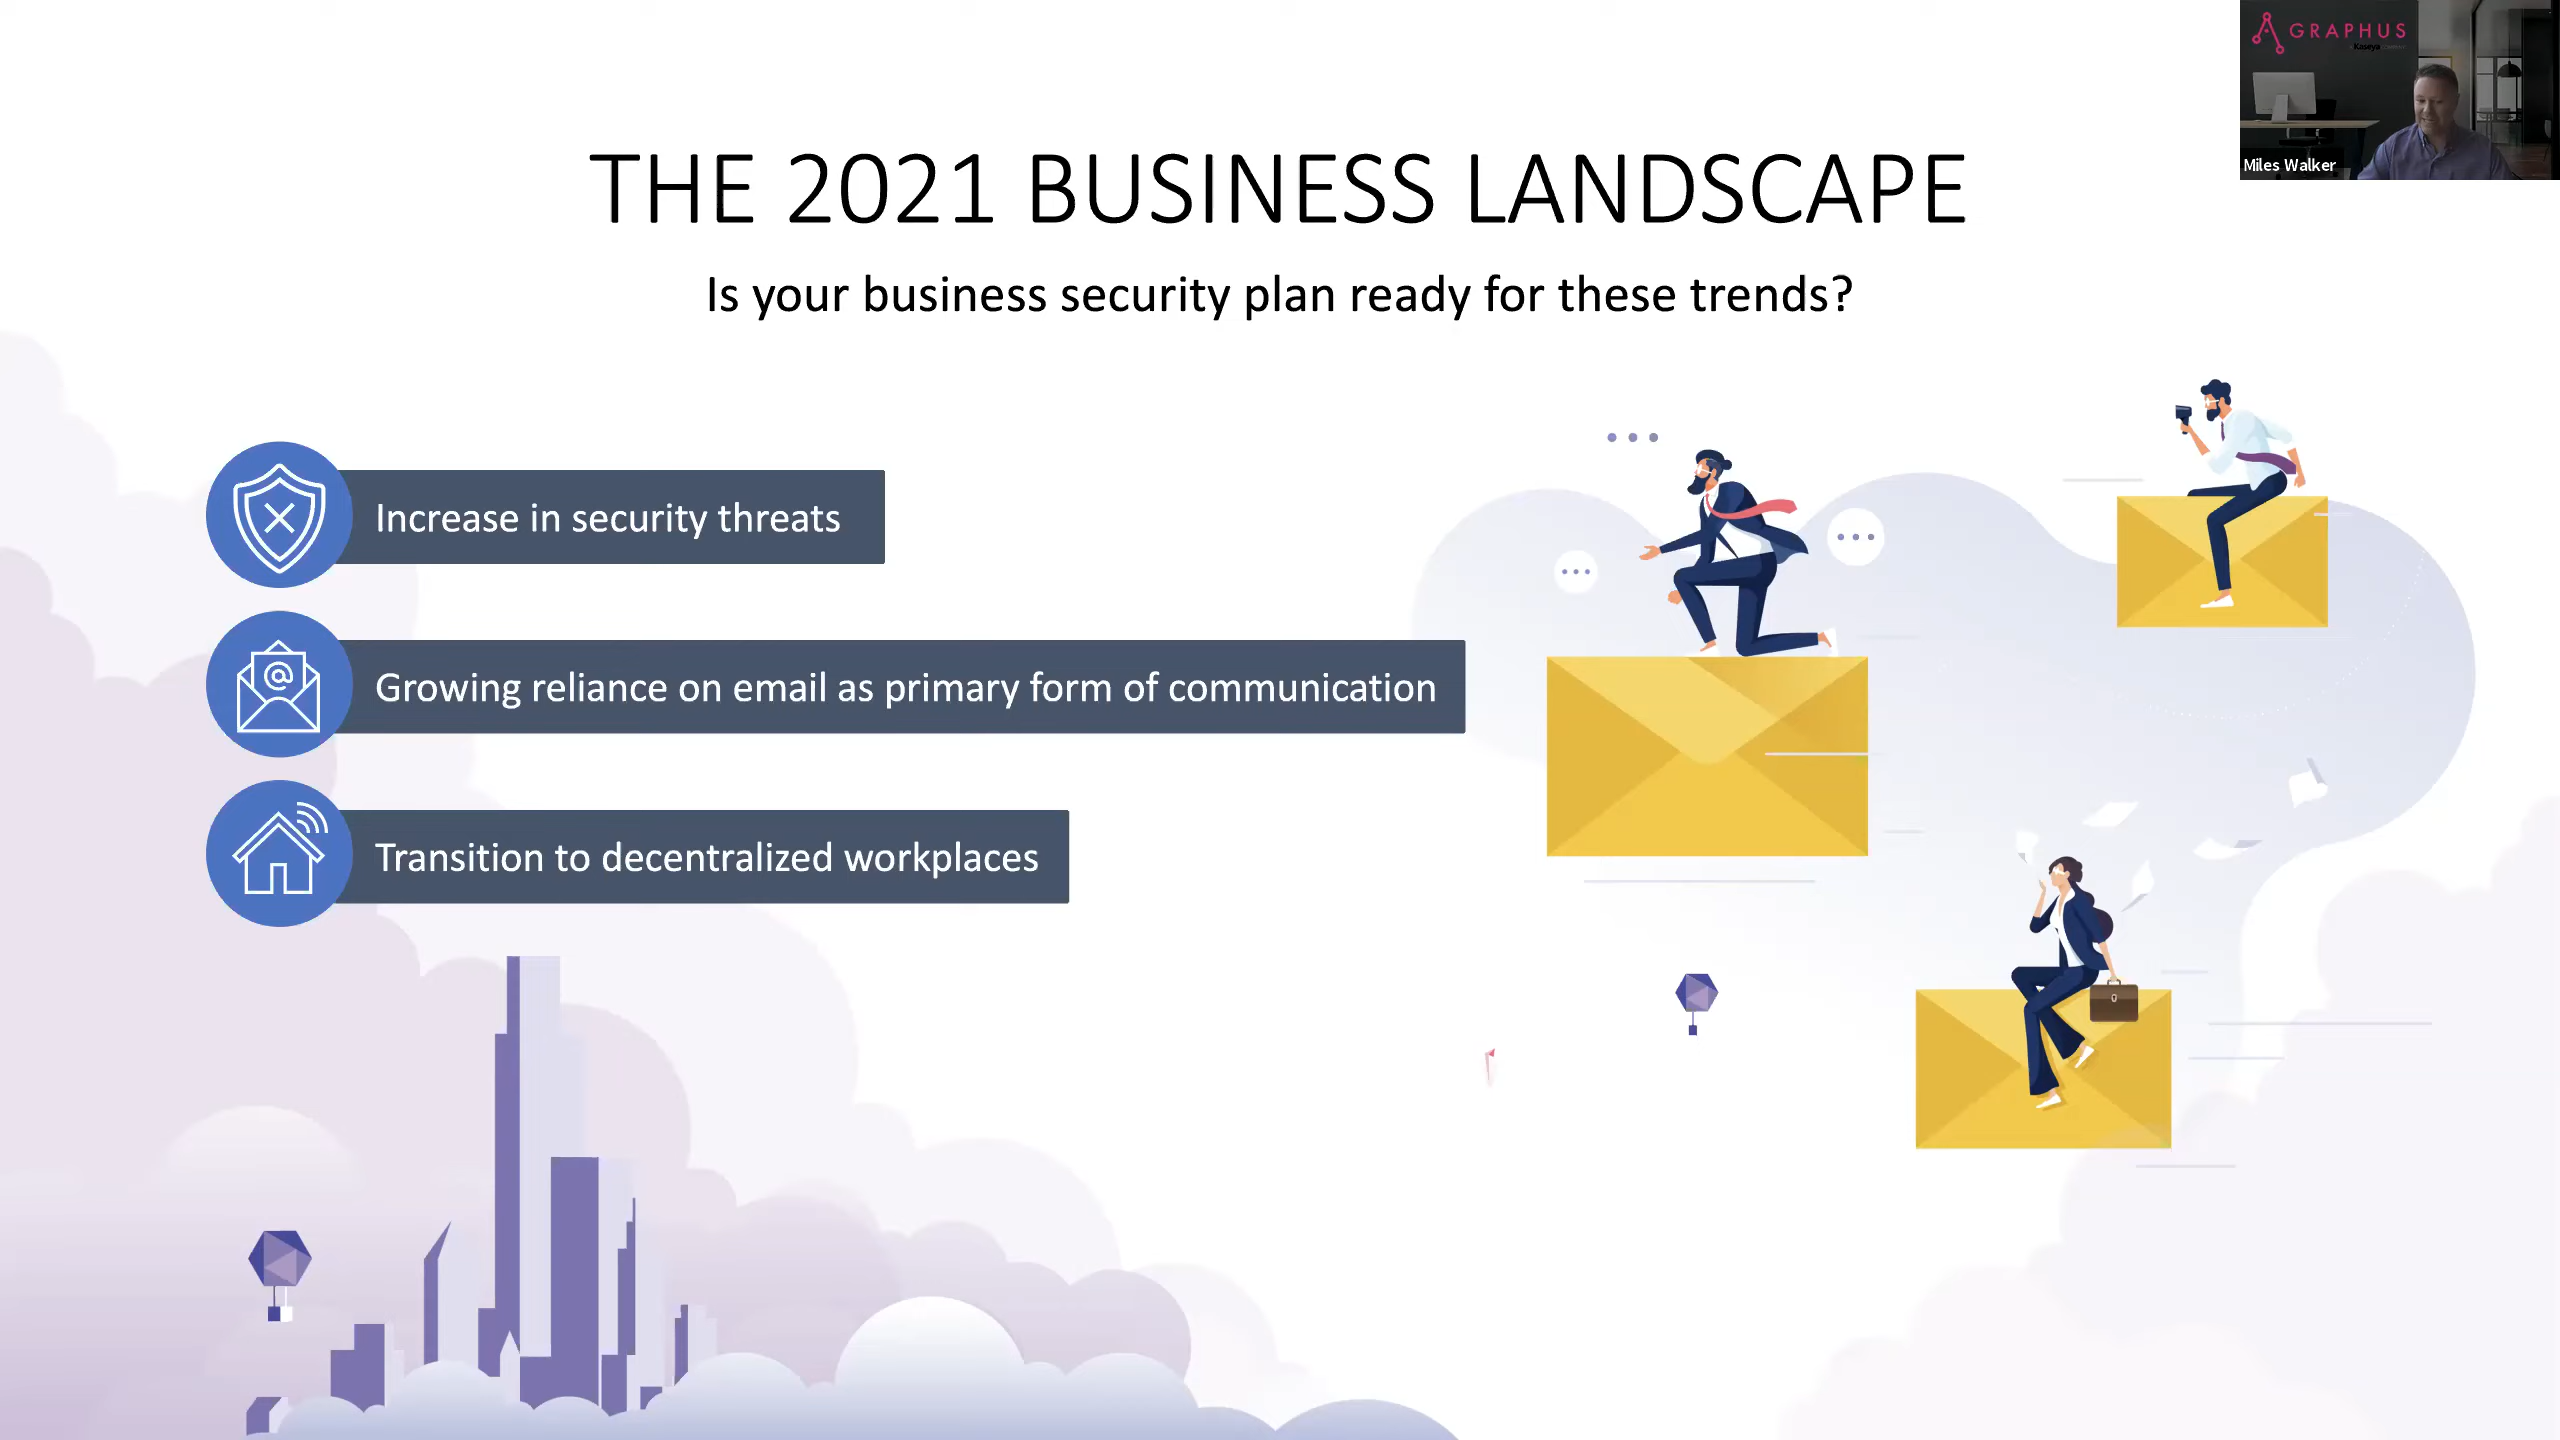 GRAPHUS
Kaseya
Miles Walker
THE 2021 BUSINESS LANDSCAPE
Is your business security plan ready for these trends?
Increase in security threats
@
Growing reliance on email as primary form of communication
Transition to decentralized workplaces